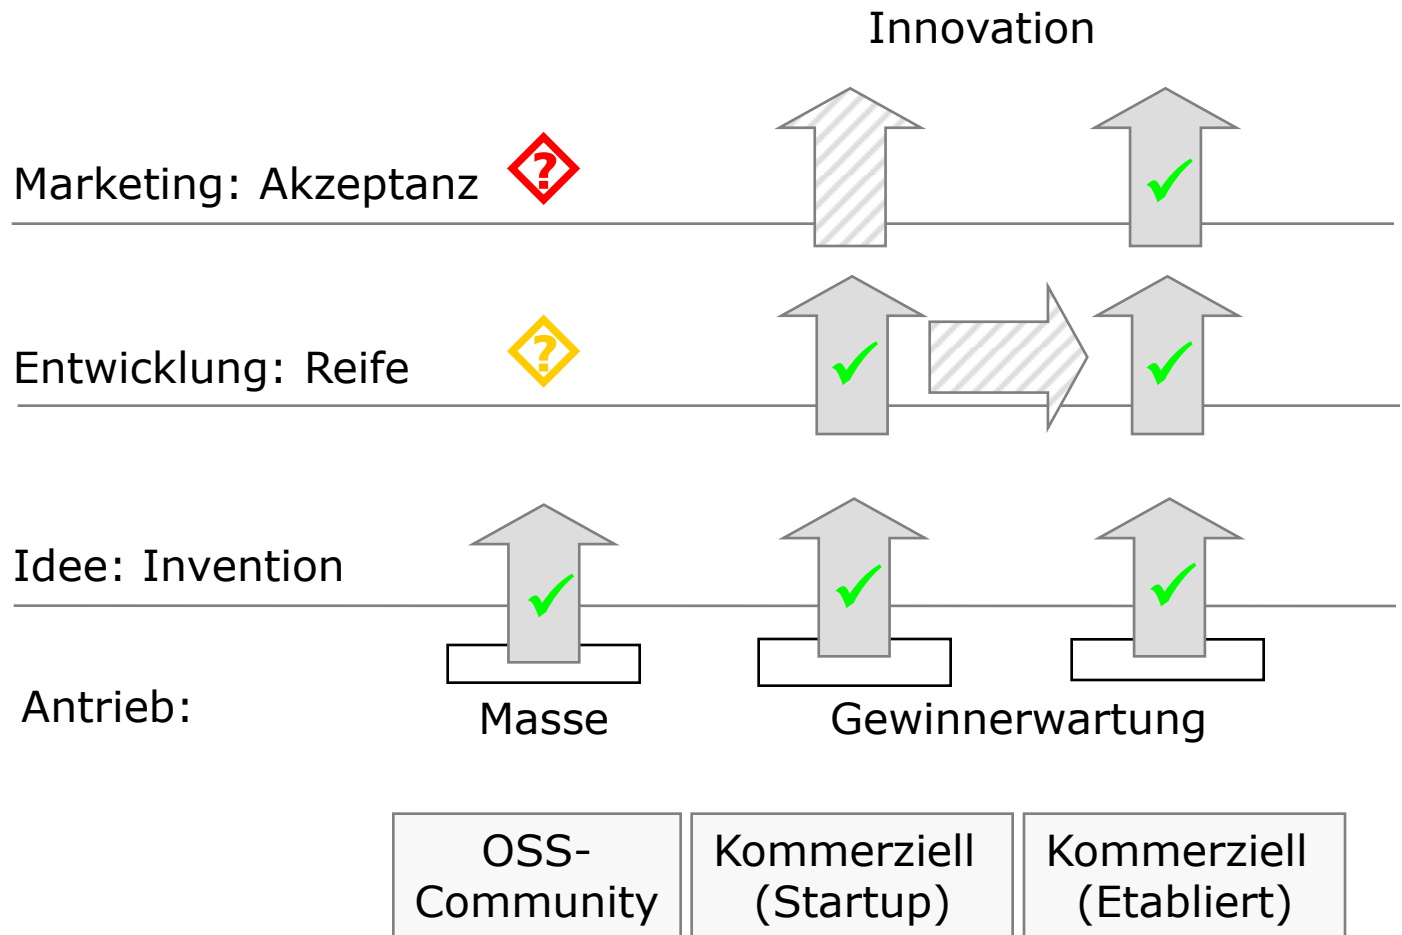 Innovation
Marketing: Akzeptanz
?
Entwicklung: Reife
?
Idee: Invention
Antrieb:
Masse
Gewinnerwartung
OSS-
Community
Kommerziell
(Startup)
Kommerziell
(Etabliert)